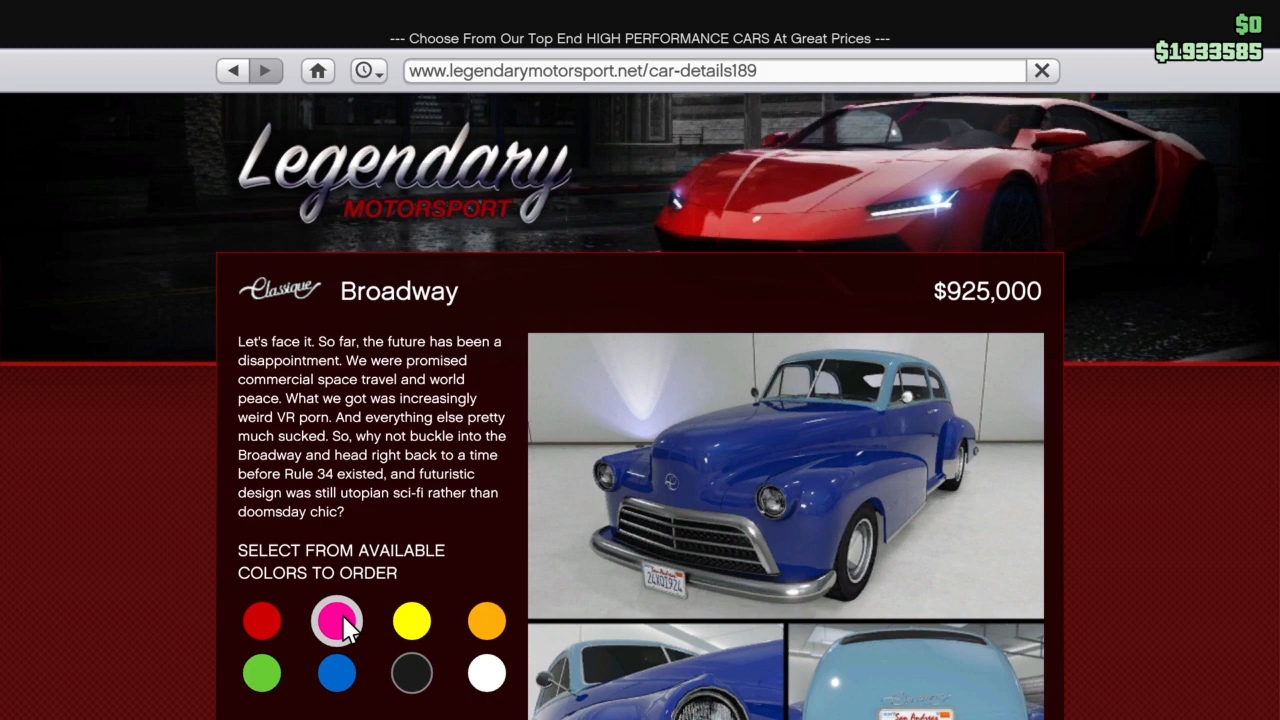 $0
--- Choose From Our Top End HIGH PERFORMANCE CARS At Great Prices ---
$1933585
www.legendarymotorsport.net/car-details189
Legendary
MOTORSPORT
Classique Broadway $925,000
Let's face it. So far, the future has been a
disappointment. We were promised
commercial space travel and world
peace. What we got was increasingly
weird VR porn. And everything else pretty
much sucked. So, why not buckle into the
Broadway and head right back to a time
before Rule 34 existed, and futuristic
design was still utopian sci-fi rather than
doomsday chic?
SELECT FROM AVAILABLE
COLORS TO ORDER
San Andreas